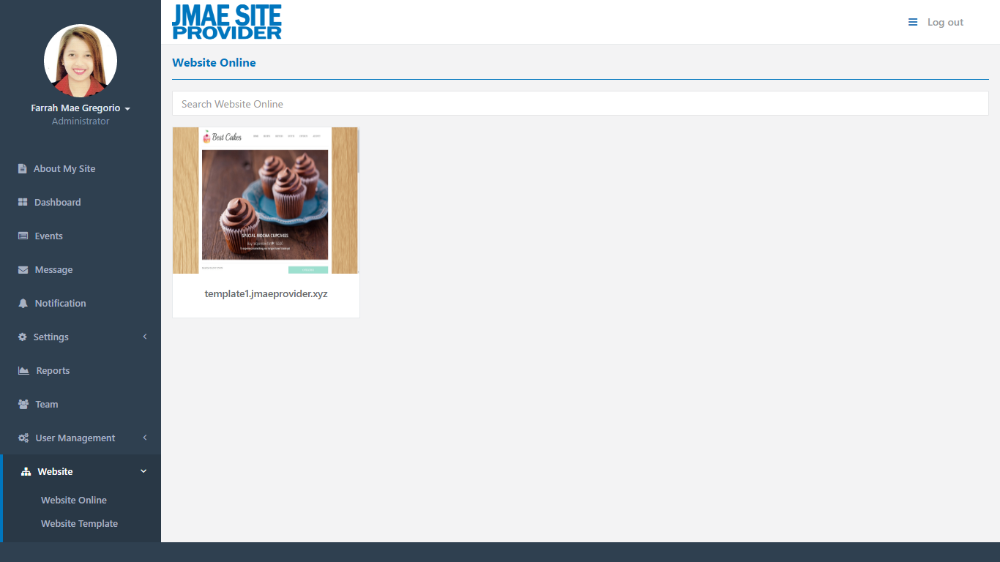 JMAE SITE
PROVIDER
Log out
Farrah Mae Gregorio
Administrator
About My Site
Dashboard
Events
Message
Notification
Settings
Reports
Team
User Management
Website
Website Online
Website Template
Website Online
Search Website Online
Best Cakes
SPECIAL MOCHA CUPCAKES
template1.jmaeprovider.xyz